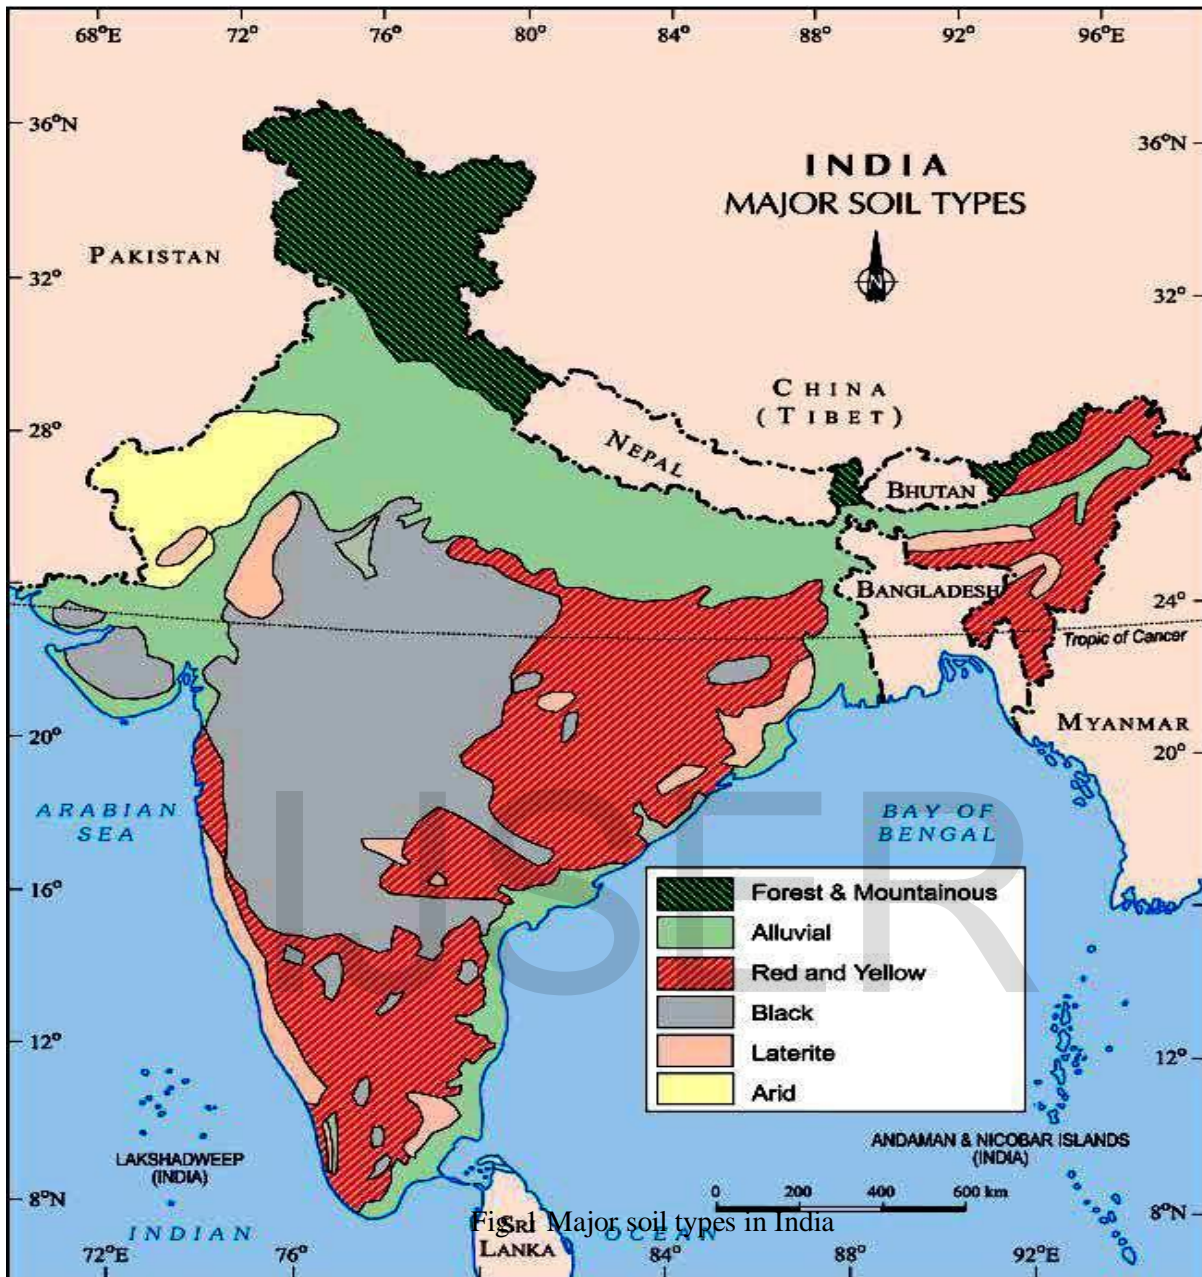 68°E 72° 76° 80° 84° 88° 92° 96°E
36°N
36°N
INDIA
MAJOR SOIL TYPES
N
PAKISTAN
32°
32°
CHINA
(TIBET)
28°
28°
NEPAL
BHUTAN
BANGLADESH
24°
Tropic of Cancer
MYANMAR
20°
20°
ARABIAN
SEA
BAY OF
BENGAL
IJSER
16°
Forest & Mountainous
Alluvial
Red and Yellow
Black
Laterite
Arid
12°
12°
LAKSHADWEEP
(INDIA)
ANDAMAN & NICOBAR ISLANDS
(INDIA)
0 200 400 600 km
8°N
8°N
Fig. 1 Major soil types in India
INDIAN OCEAN
SRI
LANKA
72°E 76° 84° 88° 92°E